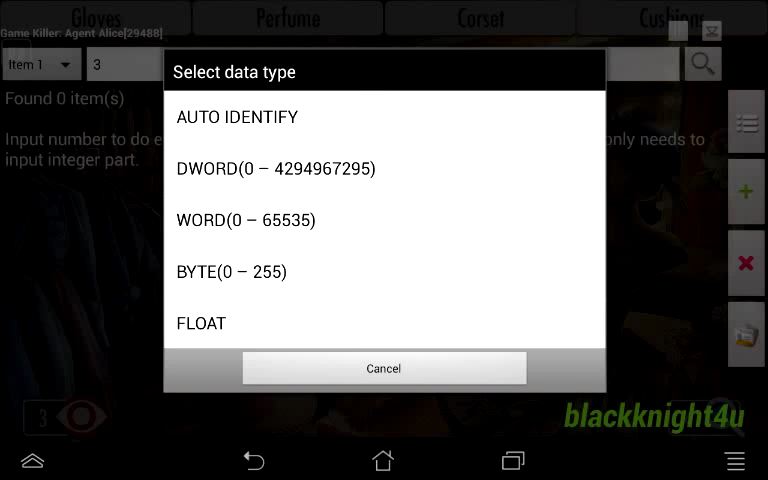 Gloves
Perfume
Corset
Cushions
Game Killer: Agent Alice[29488]
Item 1
3
Select data type
Found 0 item(s)
AUTO IDENTIFY
Input number to do e
only needs to
input integer part.
DWORD(0 – 4294967295)
WORD(0 – 65535)
BYTE(0 – 255)
FLOAT
Cancel
3
blackknight4u